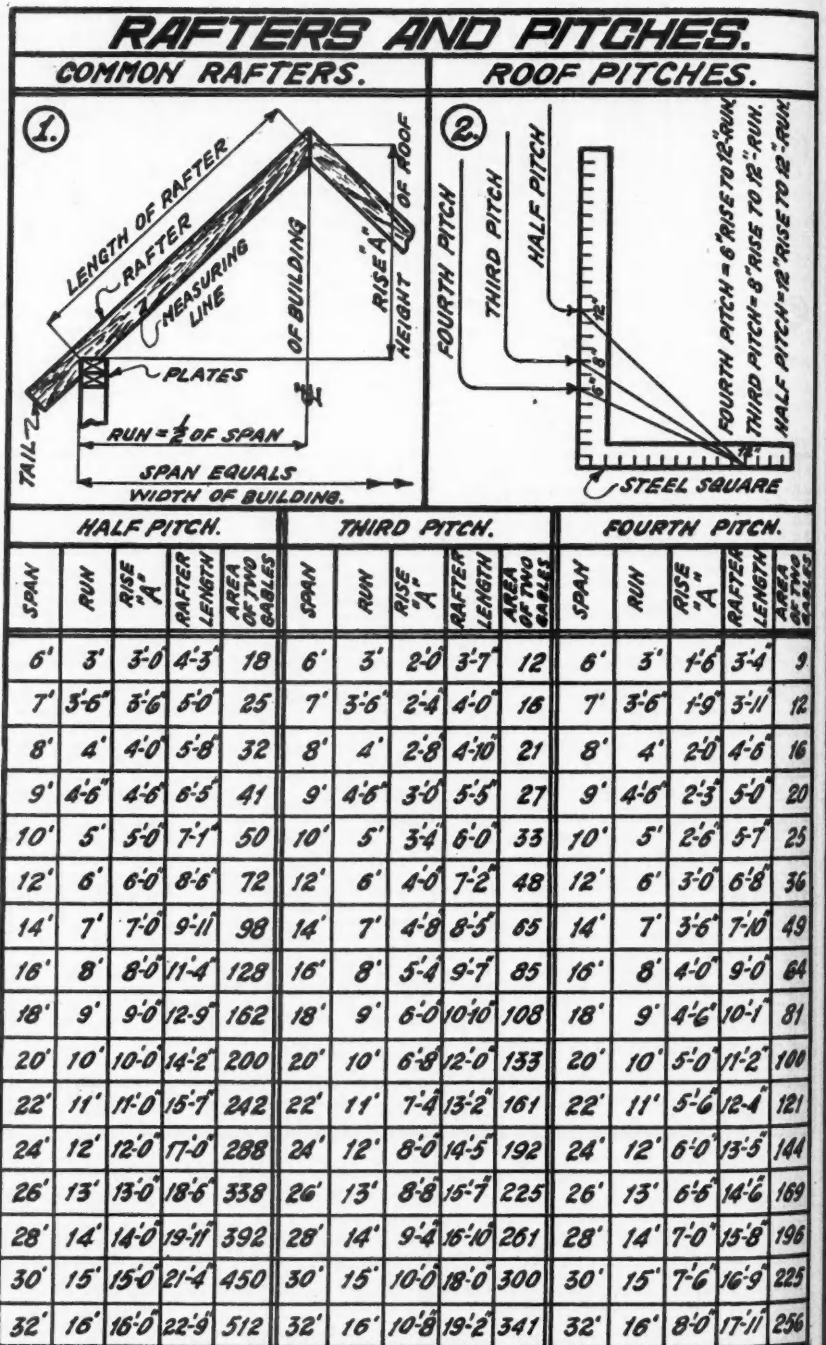 RAFTERS AND PITCHES.
COMMON RAFTERS.
ROOF PITCHES.
1.
LENGTH OF RAFTER
RAFTER
MEASURING
LINE
PLATES
TAIL
OF BUILDING
RISE "A"
HEIGHT OF ROOF
RUN = 1/2 OF SPAN
SPAN EQUALS
WIDTH OF BUILDING.
2.
FOURTH PITCH
THIRD PITCH
HALF PITCH
12"
8"
6"
12"
FOURTH PITCH = 6" RISE TO 12" RUN.
THIRD PITCH = 8" RISE TO 12" RUN.
HALF PITCH = 12" RISE TO 12" RUN.
STEEL SQUARE
HALF PITCH. THIRD PITCH. FOURTH PITCH.
SPAN RUN RISE "A" RAFTER LENGTH AREA OF TWO GABLES SPAN RUN RISE "A" RAFTER LENGTH AREA OF TWO GABLES SPAN RUN RISE "A" RAFTER LENGTH AREA OF TWO GABLES
6' 3' 3'-0" 4'-3" 18 6' 3' 2'-0" 3'-7" 12 6' 3' 1'-6" 3'-4" 9
7' 3'-6" 3'-6" 5'-0" 25 7' 3'-6" 2'-4" 4'-0" 16 7' 3'-6" 1'-9" 3'-11" 12
8' 4' 4'-0" 5'-8" 32 8' 4' 2'-8" 4'-10" 21 8' 4' 2'-0" 4'-6" 16
9' 4'-6" 4'-6" 6'-5" 41 9' 4'-6" 3'-0" 5'-5" 27 9' 4'-6" 2'-3" 5'-0" 20
10' 5' 5'-0" 7'-1" 50 10' 5' 3'-4" 6'-0" 33 10' 5' 2'-6" 5'-7" 25
12' 6' 6'-0" 8'-6" 72 12' 6' 4'-0" 7'-2" 48 12' 6' 3'-0" 6'-8" 36
14' 7' 7'-0" 9'-11" 98 14' 7' 4'-8" 8'-5" 65 14' 7' 3'-6" 7'-10" 49
16' 8' 8'-0" 11'-4" 128 16' 8' 5'-4" 9'-7" 85 16' 8' 4'-0" 9'-0" 64
18' 9' 9'-0" 12'-9" 162 18' 9' 6'-0" 10'-10" 108 18' 9' 4'-6" 10'-1" 81
20' 10' 10'-0" 14'-2" 200 20' 10' 6'-8" 12'-0" 133 20' 10' 5'-0" 11'-2" 100
22' 11' 11'-0" 15'-7" 242 22' 11' 7'-4" 13'-2" 161 22' 11' 5'-6" 12'-4" 121
24' 12' 12'-0" 17'-0" 288 24' 12' 8'-0" 14'-5" 192 24' 12' 6'-0" 13'-5" 144
26' 13' 13'-0" 18'-6" 338 26' 13' 8'-8" 15'-7" 225 26' 13' 6'-6" 14'-6" 169
28' 14' 14'-0" 19'-11" 392 28' 14' 9'-4" 16'-10" 261 28' 14' 7'-0" 15'-8" 196
30' 15' 15'-0" 21'-4" 450 30' 15' 10'-0" 18'-0" 300 30' 15' 7'-6" 16'-9" 225
32' 16' 16'-0" 22'-9" 512 32' 16' 10'-8" 19'-2" 341 32' 16' 8'-0" 17'-11" 256